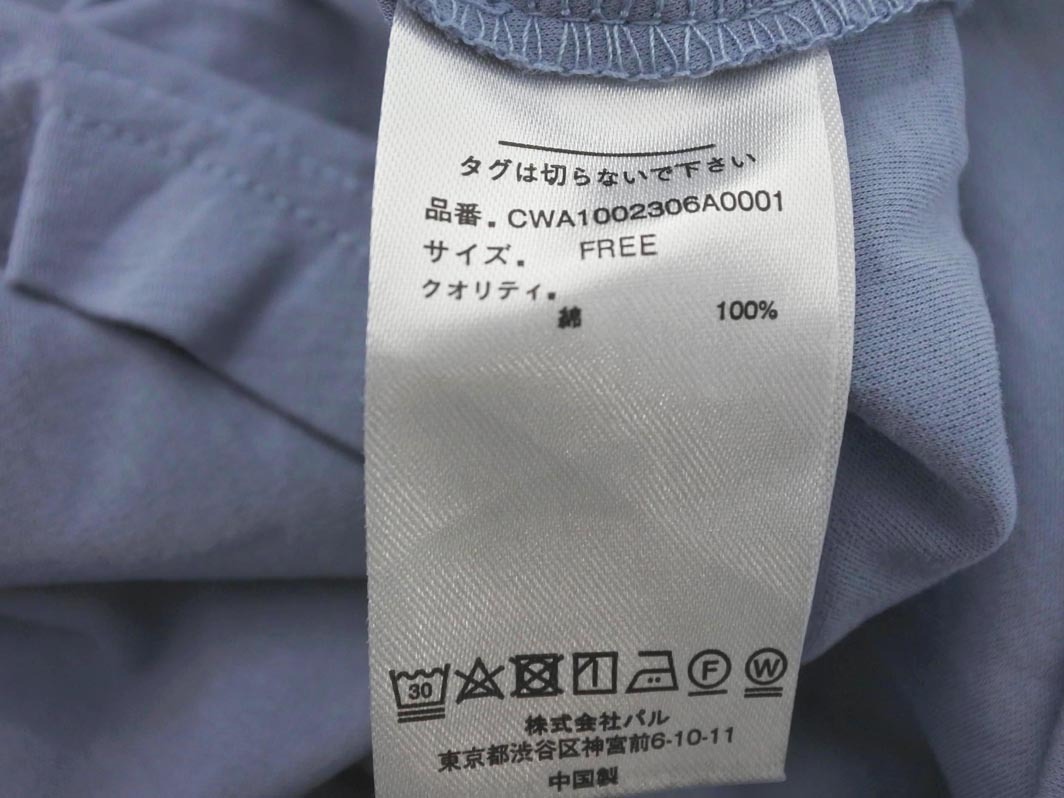 タグは切らないで下さい
品番. CWA1002306A0001
サイズ. FREE
クオリティ.
綿 100%
30 F W
株式会社パル
東京都渋谷区神宮前6-10-11
中国製